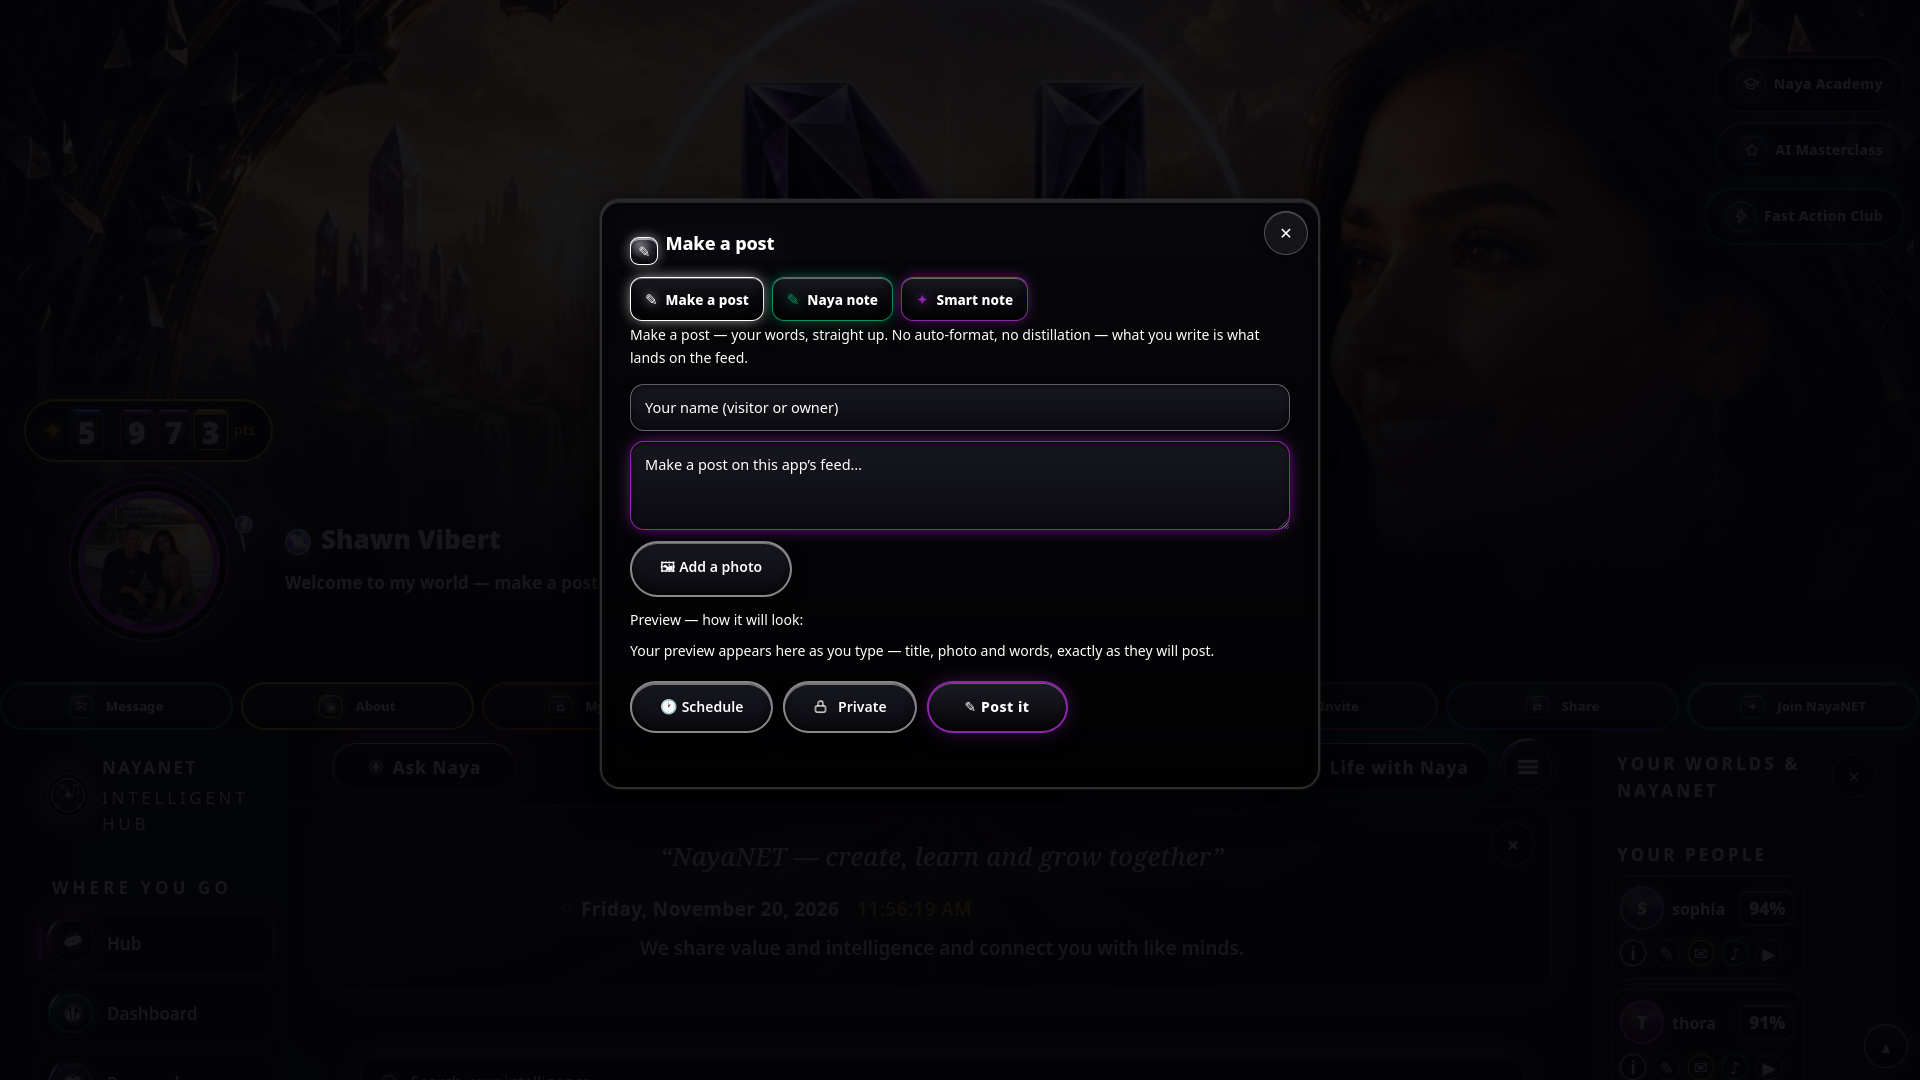 Naya Academy
AI Masterclass
Fast Action Club
Make a post
Make a post
Naya note
Smart note
Make a post — your words, straight up. No auto-format, no distillation — what you write is what
lands on the feed.
Your name (visitor or owner)
Make a post on this app’s feed…
Add a photo
Preview — how it will look:
Your preview appears here as you type — title, photo and words, exactly as they will post.
Schedule
Private
Post it
5 973 pts
Shawn Vibert
Welcome to my world — make a post
Message
About
Invite
Share
Join NayaNET
NAYANET
INTELLIGENT
HUB
WHERE YOU GO
Hub
Dashboard
Ask Naya
Life with Naya
“NayaNET — create, learn and grow together”
Friday, November 20, 2026 11:56:19 AM
We share value and intelligence and connect you with like minds.
YOUR WORLDS &
NAYANET
YOUR PEOPLE
S sophia 94%
T thora 91%